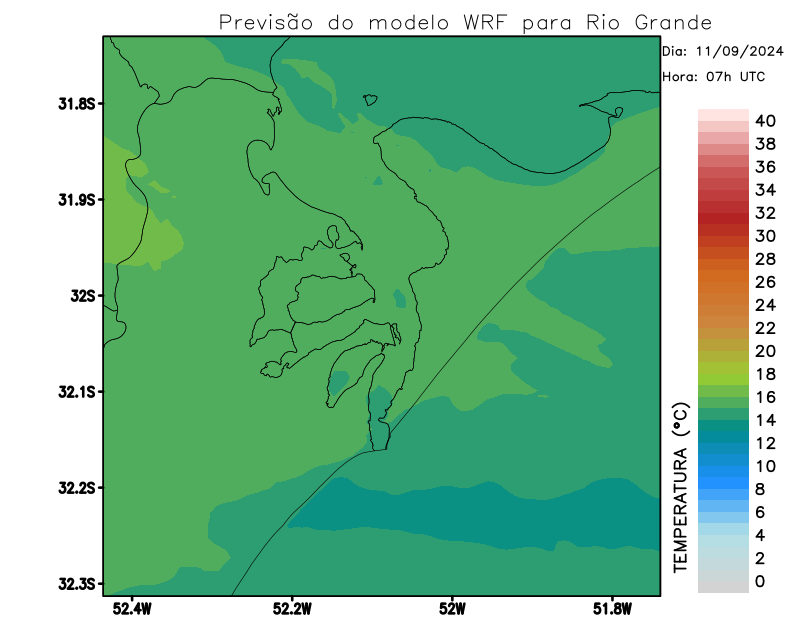 Previsão do modelo WRF para Rio Grande
Dia: 11/09/2024
Hora: 07h UTC
31.8S
31.9S
32S
32.1S
32.2S
32.3S
52.4W
52.2W
52W
51.8W
TEMPERATURA (°C)
40
38
36
34
32
30
28
26
24
22
20
18
16
14
12
10
8
6
4
2
0